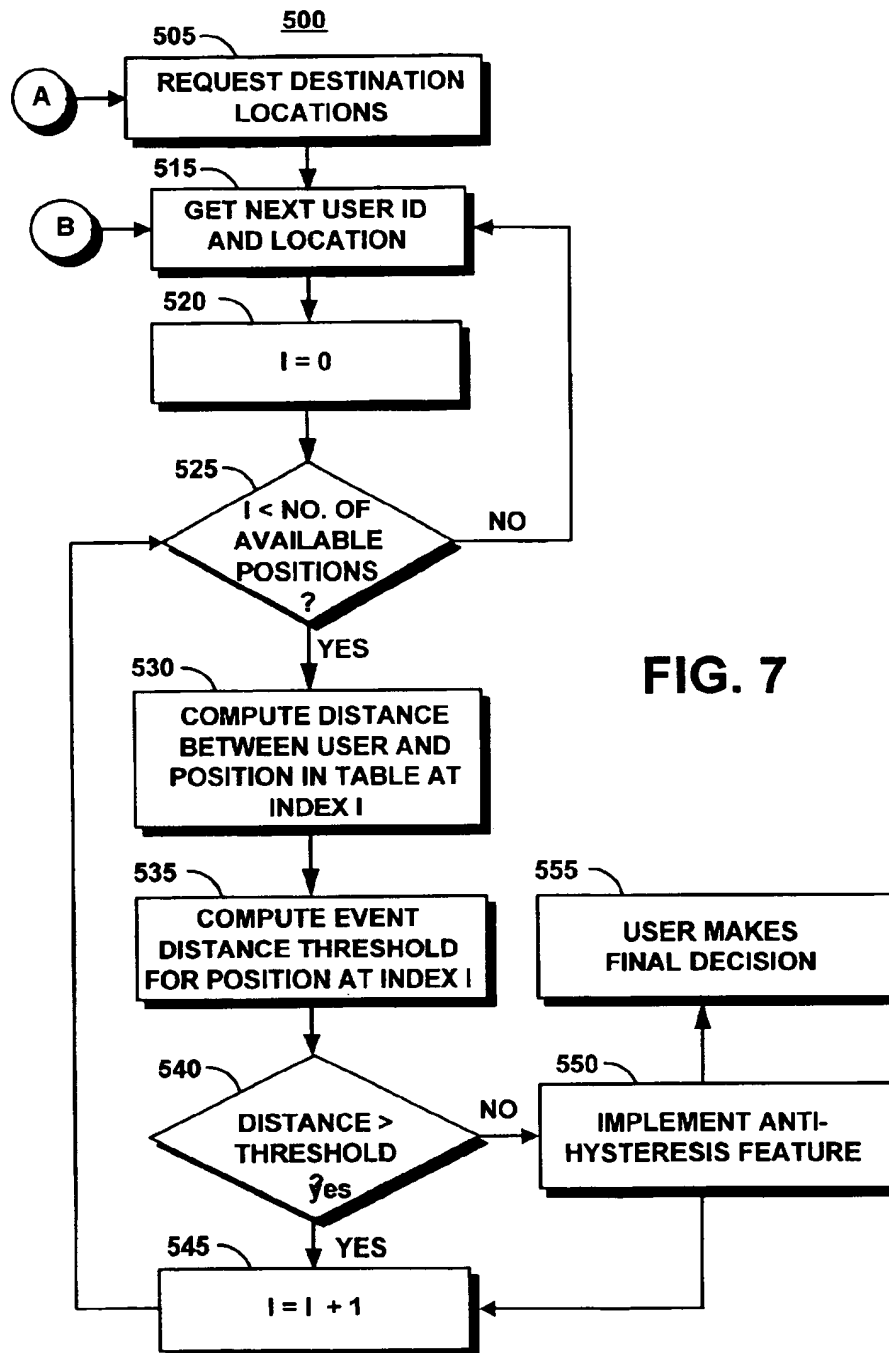 500
505
A
REQUEST DESTINATION
LOCATIONS
515
B
GET NEXT USER ID
AND LOCATION
520
I = 0
525
I < NO. OF
AVAILABLE
POSITIONS
?
NO
YES
FIG. 7
530
COMPUTE DISTANCE
BETWEEN USER AND
POSITION IN TABLE AT
INDEX I
535
COMPUTE EVENT
DISTANCE THRESHOLD
FOR POSITION AT INDEX I
555
USER MAKES
FINAL DECISION
540
DISTANCE >
THRESHOLD
?
yes
NO
550
IMPLEMENT ANTI-
HYSTERESIS FEATURE
YES
545
I = I + 1